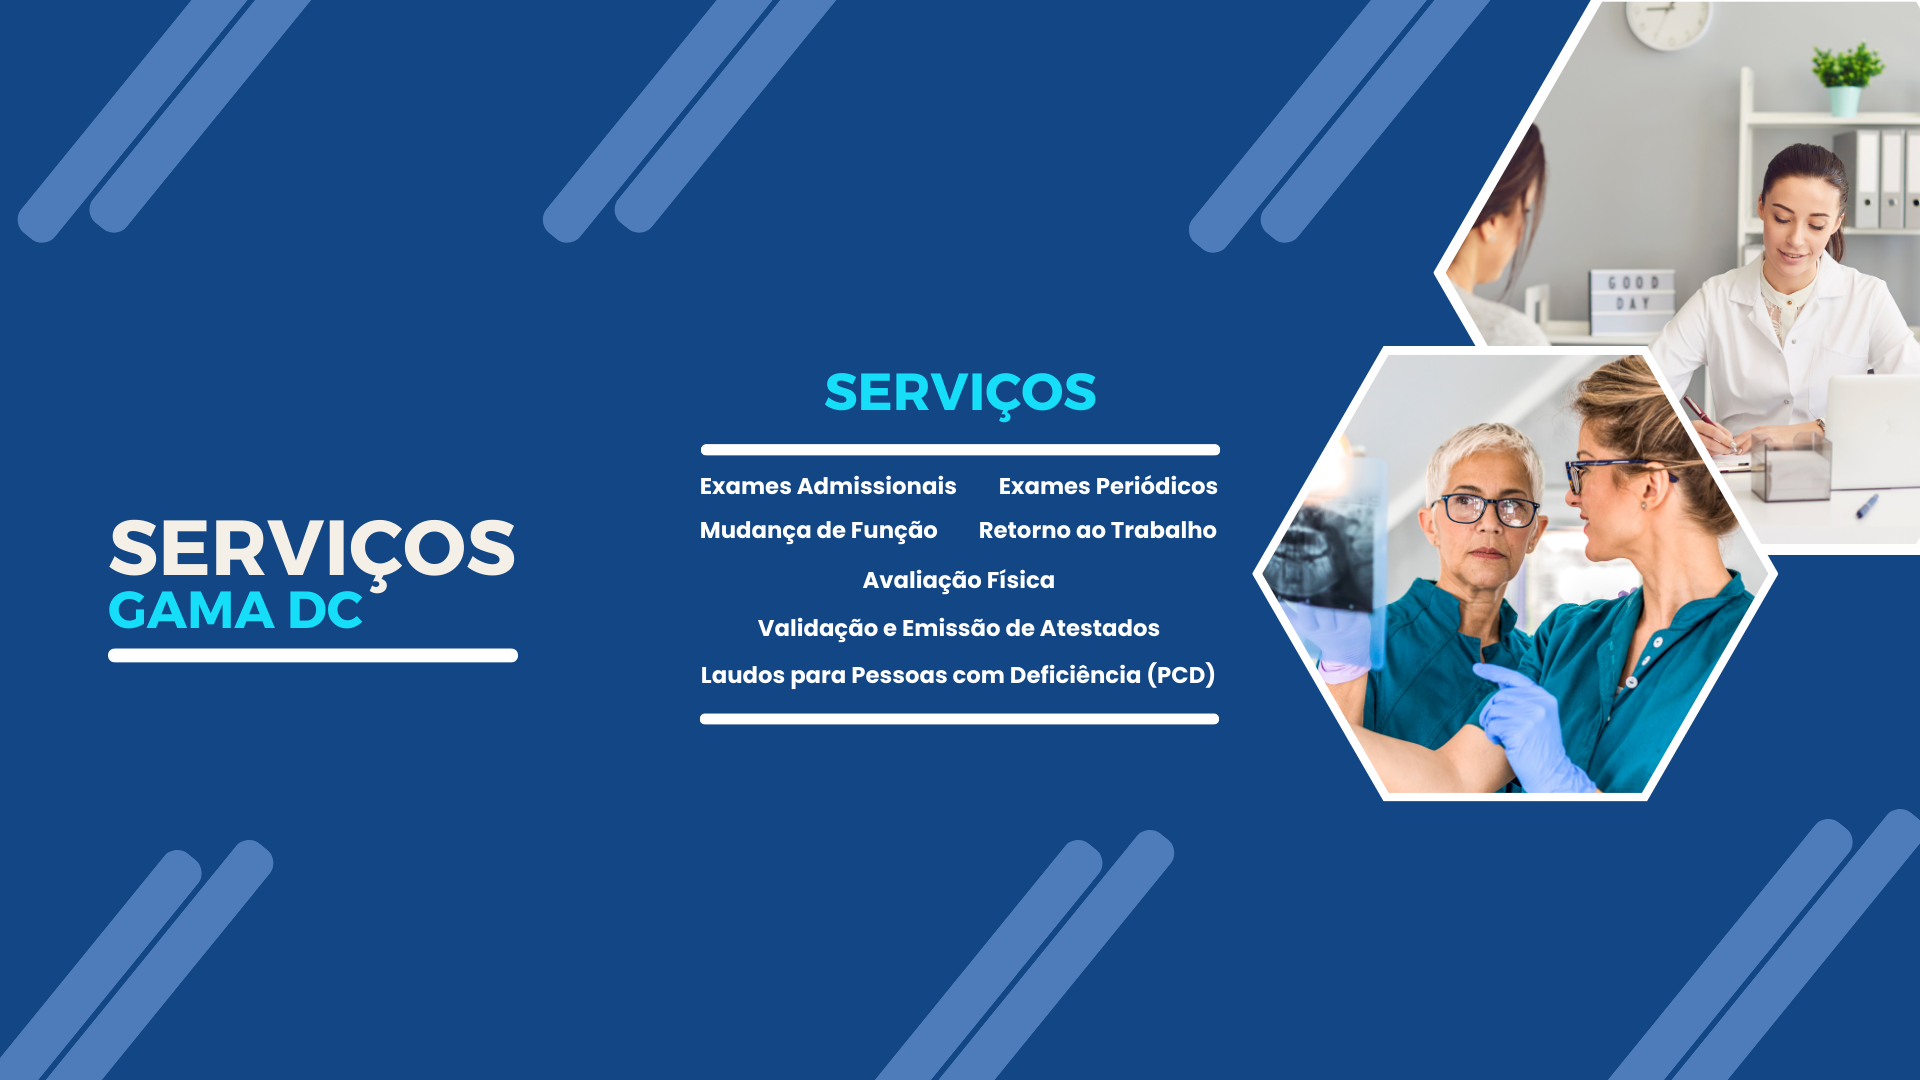 SERVIÇOS
GAMA DC
SERVIÇOS
Exames Admissionais Exames Periódicos
Mudança de Função Retorno ao Trabalho
Avaliação Física
Validação e Emissão de Atestados
Laudos para Pessoas com Deficiência (PCD)
GOOD
DAY